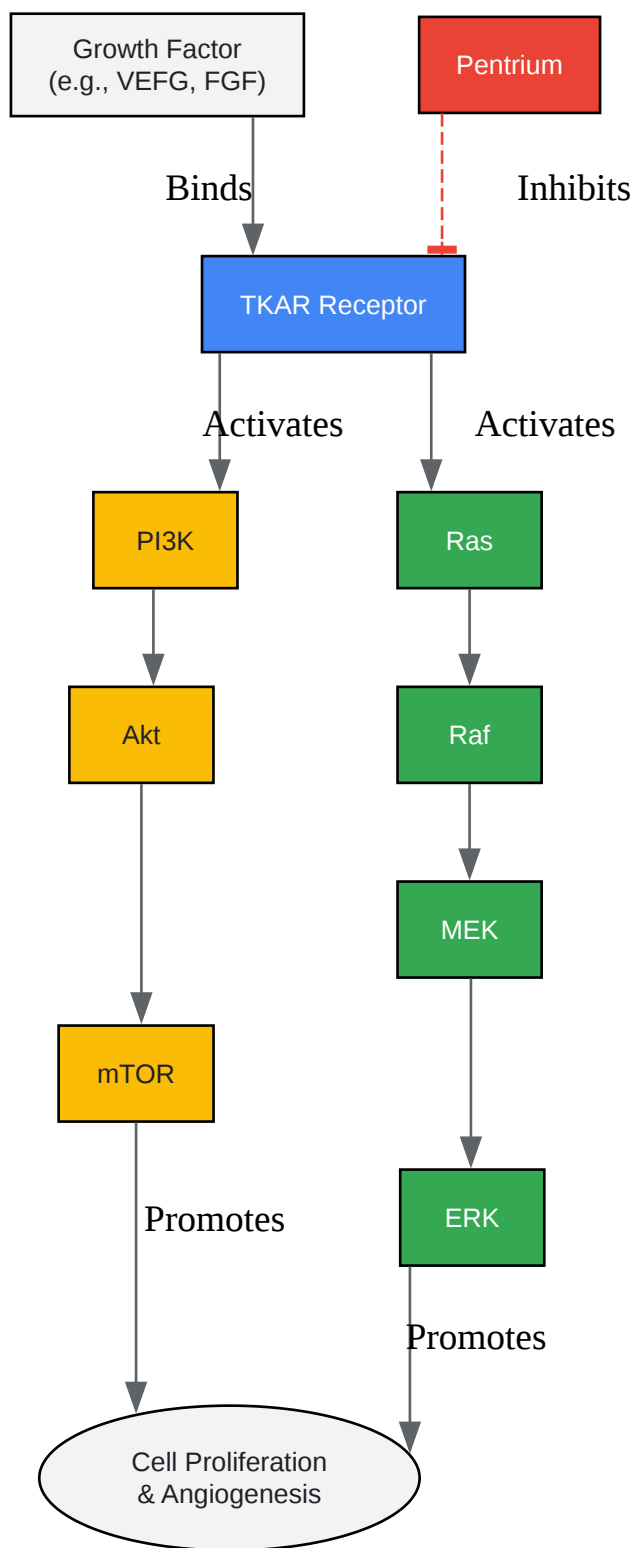 Growth Factor
(e.g., VEFG, FGF)
Pentrium
Binds
Inhibits
TKAR Receptor
Activates
Activates
PI3K
Ras
Akt
Raf
MEK
mTOR
ERK
Promotes
Promotes
Cell Proliferation
& Angiogenesis